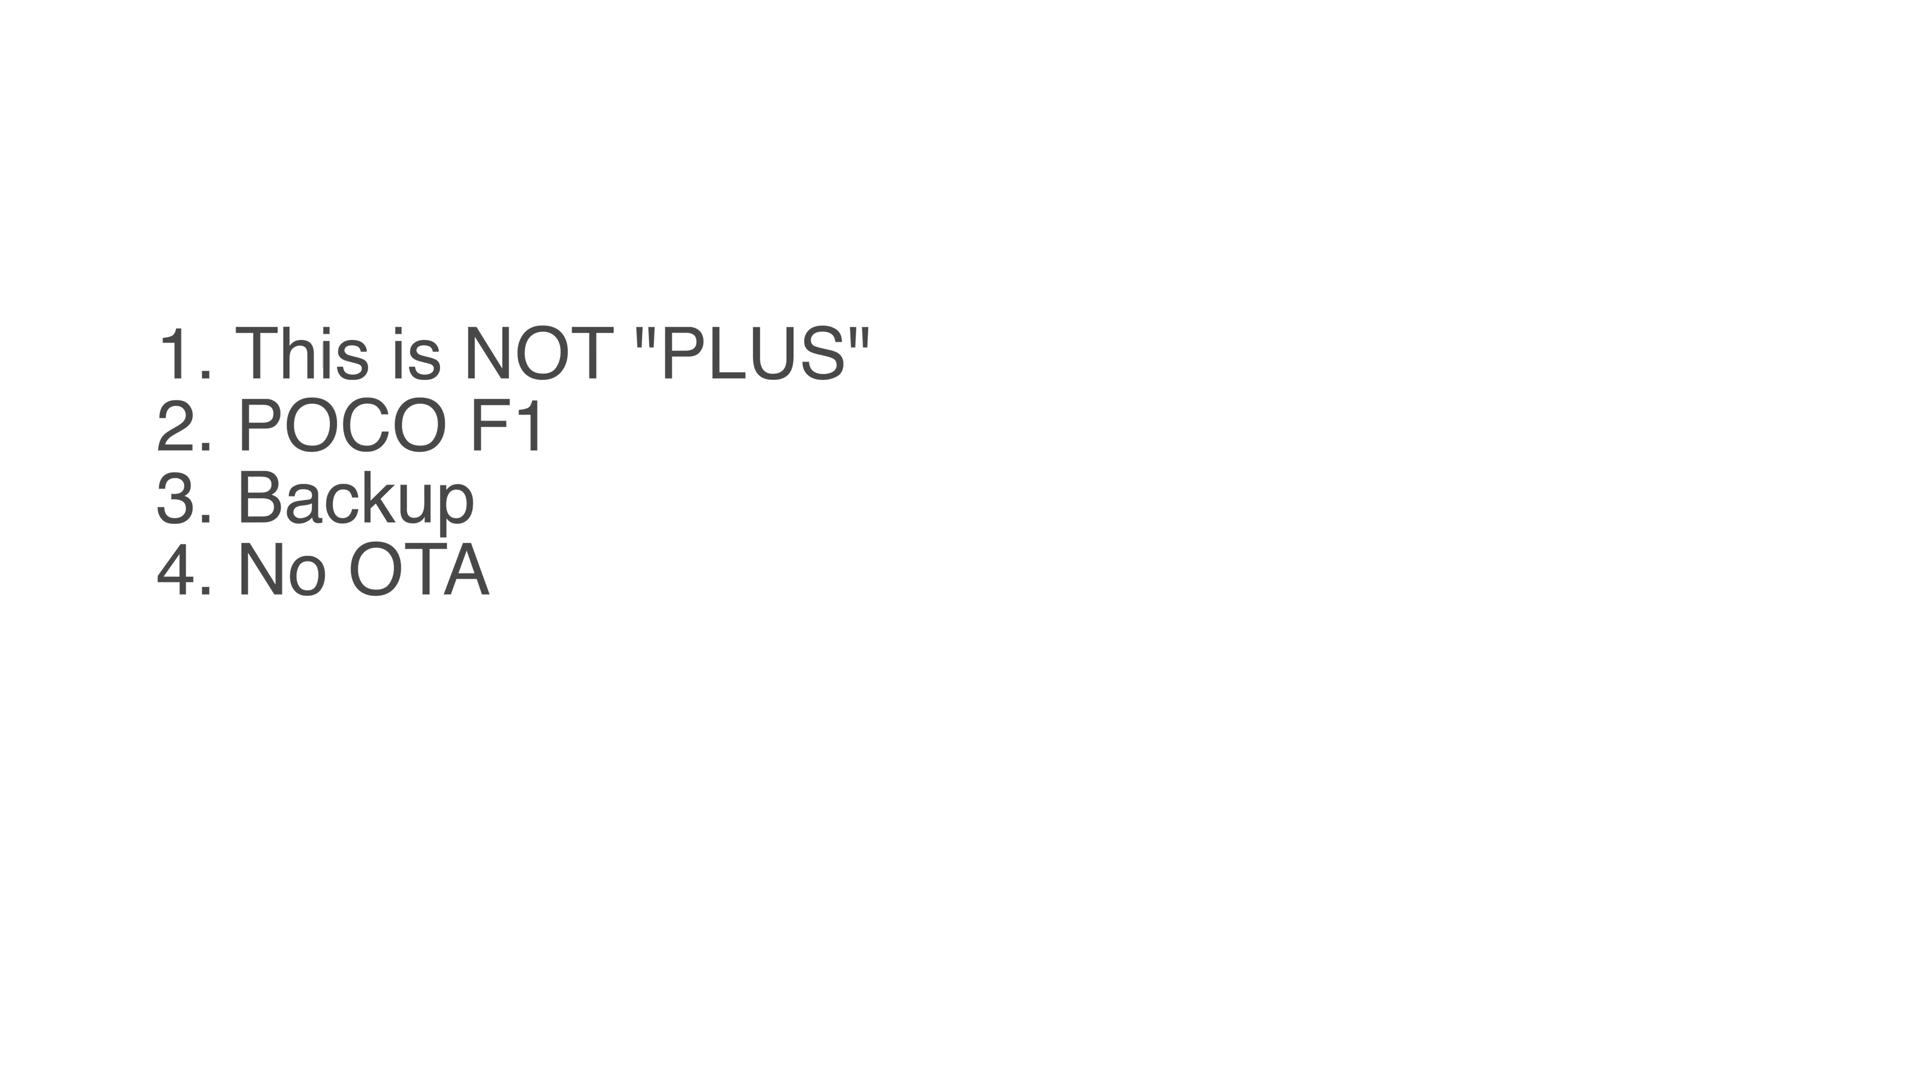 1. This is NOT "PLUS"
2. POCO F1
3. Backup
4. No OTA